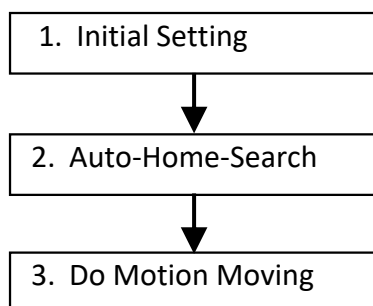 1. Initial Setting
2. Auto-Home-Search
3. Do Motion Moving